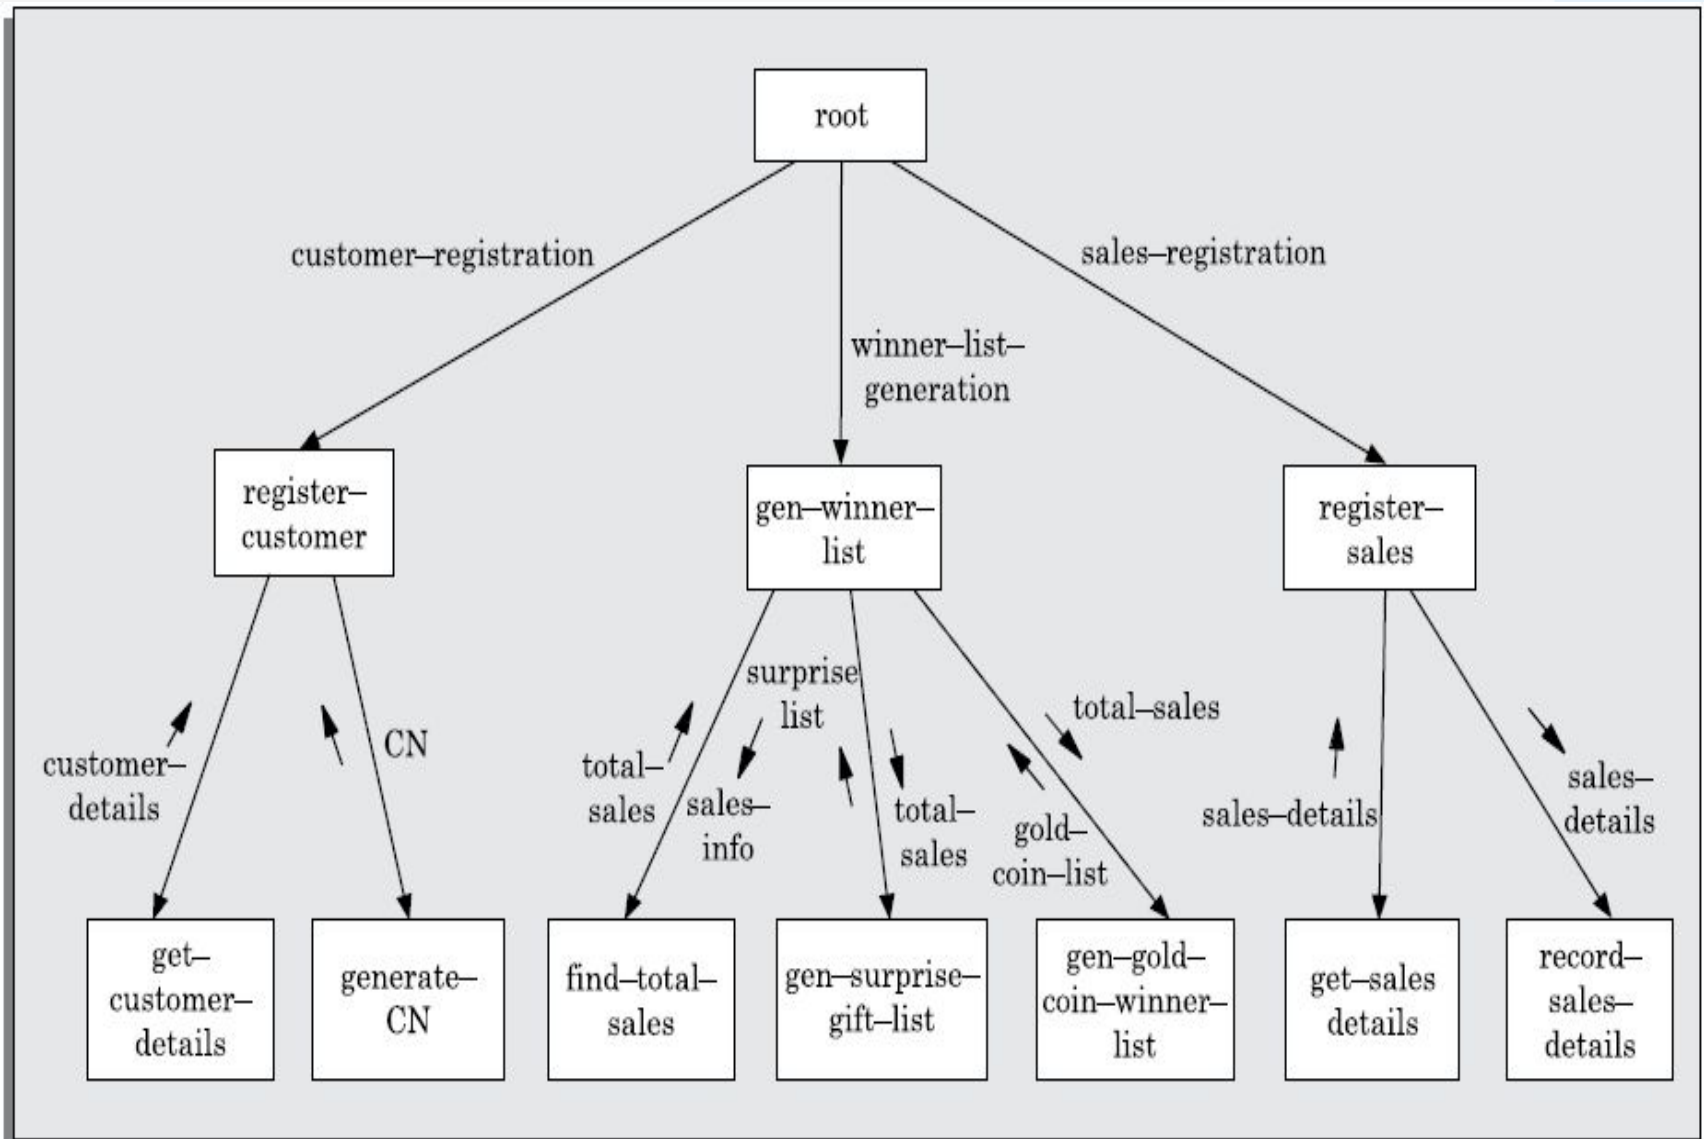 root
customer–registration
sales–registration
winner–list–
generation
register–
customer
gen–winner–
list
register–
sales
customer–
details
CN
total–
sales
surprise
list
sales–
info
total–
sales
total–sales
gold–
coin–list
sales–details
sales–
details
get–
customer–
details
generate–
CN
find–total–
sales
gen–surprise–
gift–list
gen–gold–
coin–winner–
list
get–sales
details
record–
sales–
details